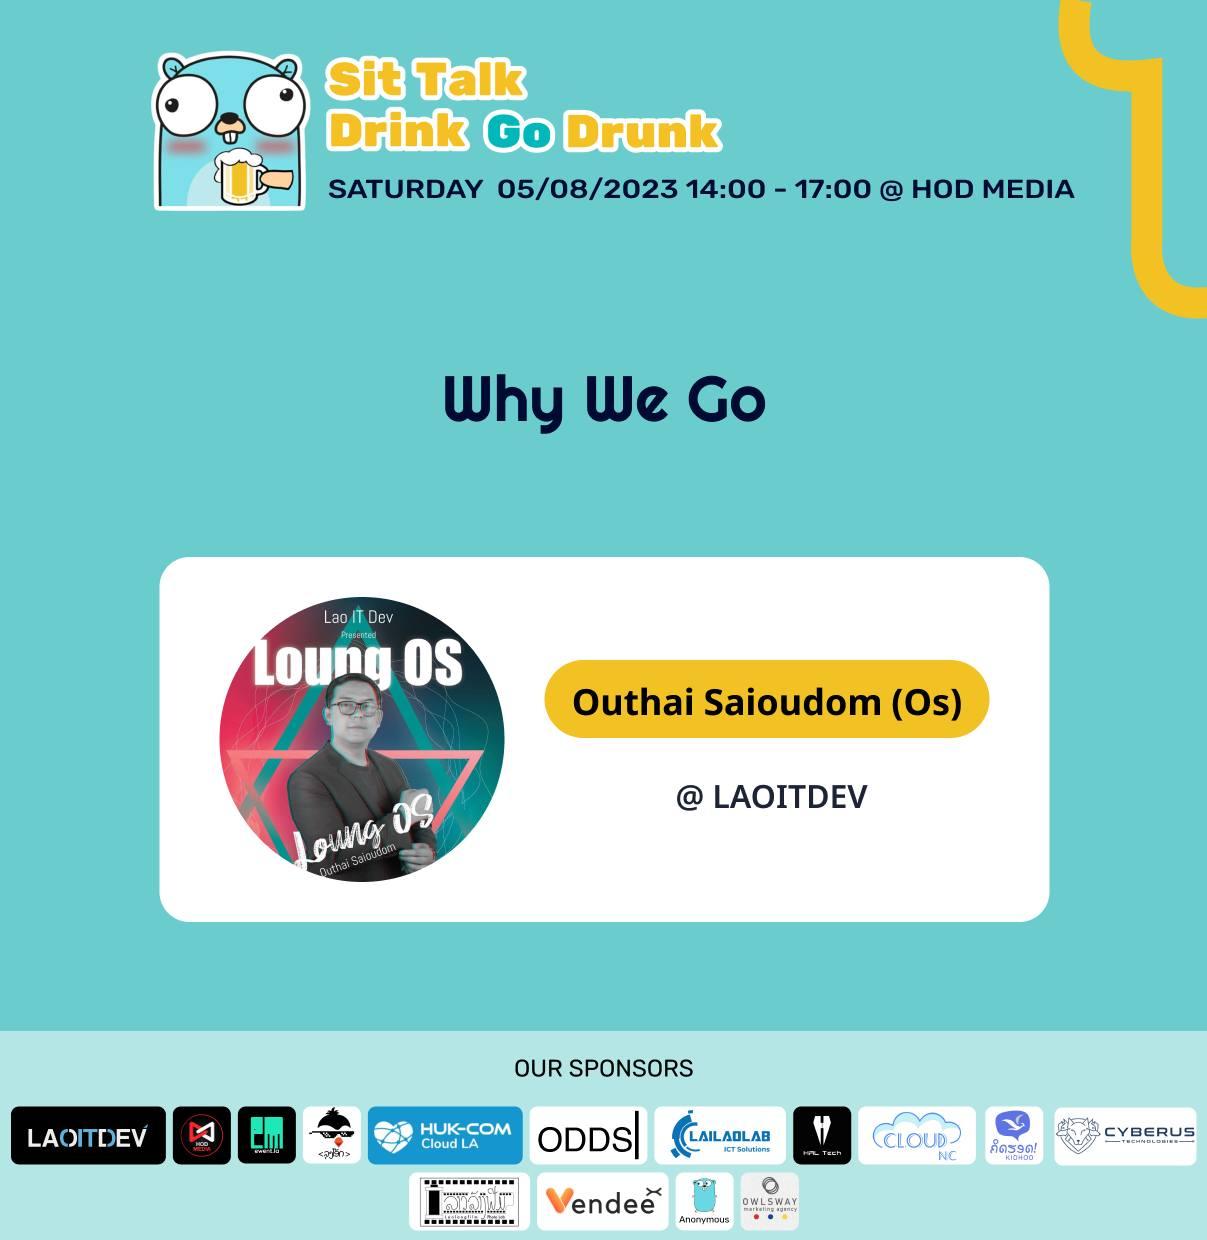 Sit Talk
Drink Go Drunk
SATURDAY 05/08/2023 14:00 - 17:00 @ HOD MEDIA
Why We Go
Lao IT Dev
Presented
Loung OS
Loung OS
Outhai Saioudom
Outhai Saioudom (Os)
@ LAOITDEV
OUR SPONSORS
LAOITDEV
HOD
MEDIA
ewent.la
HUK-COM
Cloud LA
ODDS|
LAILAOLAB
ICT Solutions
HAL Tech
CLOUD
NC
KIDHOO
CYBERUS
TECHNOLOGIES
Vendee
Anonymous
OWLSWAY
marketing agency